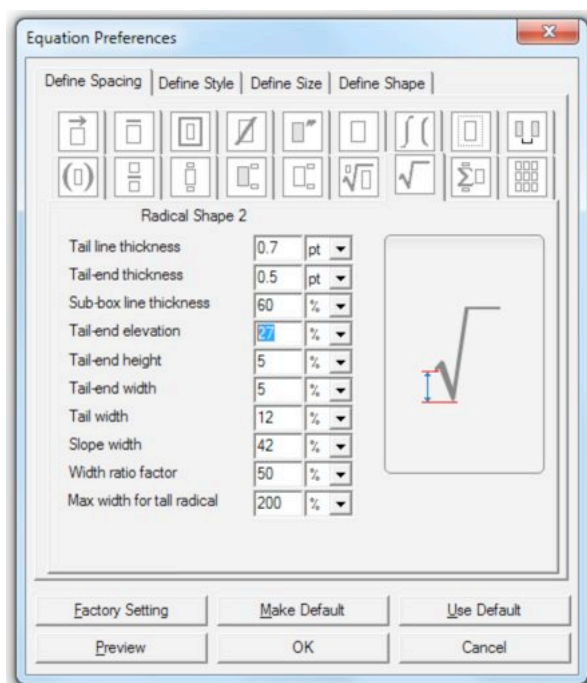 Equation Preferences
Define Spacing Define Style Define Size Define Shape
Radical Shape 2
Tail line thickness 0.7 pt
Tail-end thickness 0.5 pt
Sub-box line thickness 60 %
Tail-end elevation 27 %
Tail-end height 5 %
Tail-end width 5 %
Tail width 12 %
Slope width 42 %
Width ratio factor 50 %
Max width for tall radical 200 %
Factory Setting Make Default Use Default
Preview OK Cancel